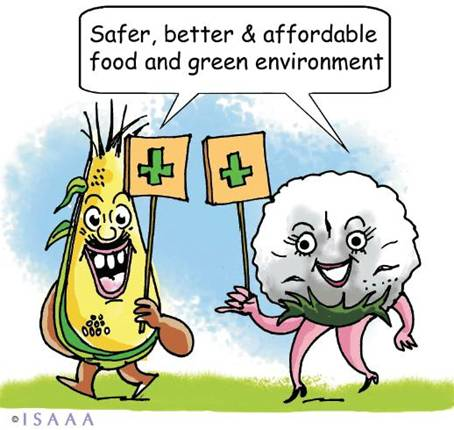 Safer, better & affordable
food and green environment
©ISAAA